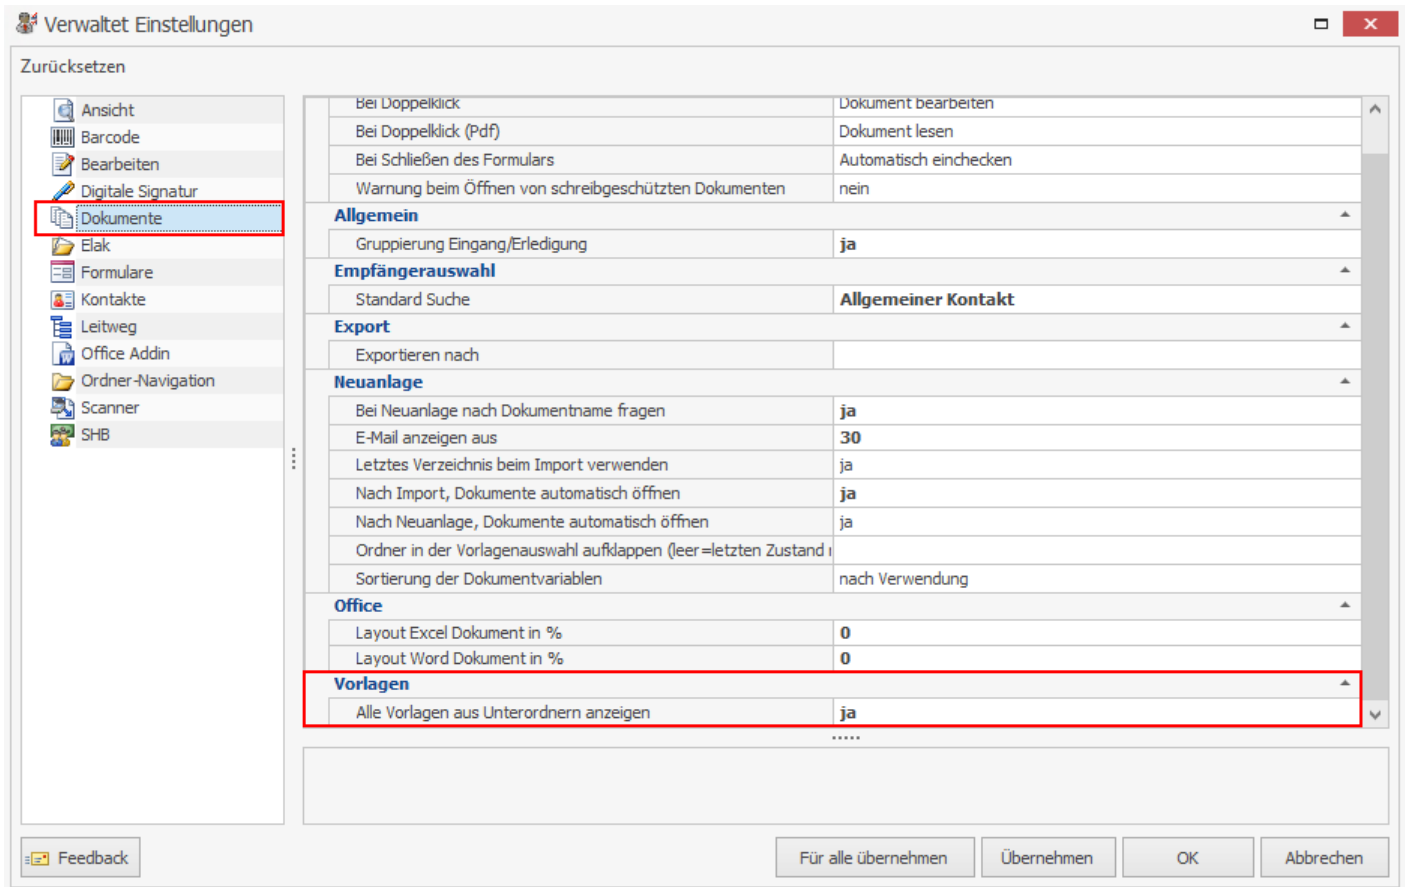 Verwaltet Einstellungen
Zurücksetzen
Ansicht
Barcode
Bearbeiten
Digitale Signatur
Dokumente
Elak
Formulare
Kontakte
Leitweg
Office Addin
Ordner-Navigation
Scanner
SHB
Bei Doppelklick Dokument bearbeiten
Bei Doppelklick (Pdf) Dokument lesen
Bei Schließen des Formulars Automatisch einchecken
Warnung beim Öffnen von schreibgeschützten Dokumenten nein
Allgemein
Gruppierung Eingang/Erledigung ja
Empfängerauswahl
Standard Suche Allgemeiner Kontakt
Export
Exportieren nach
Neuanlage
Bei Neuanlage nach Dokumentname fragen ja
E-Mail anzeigen aus 30
Letztes Verzeichnis beim Import verwenden ja
Nach Import, Dokumente automatisch öffnen ja
Nach Neuanlage, Dokumente automatisch öffnen ja
Ordner in der Vorlagenauswahl aufklappen (leer=letzten Zustand
Sortierung der Dokumentvariablen nach Verwendung
Office
Layout Excel Dokument in % 0
Layout Word Dokument in % 0
Vorlagen
Alle Vorlagen aus Unterordnern anzeigen ja
Feedback Für alle übernehmen Übernehmen OK Abbrechen